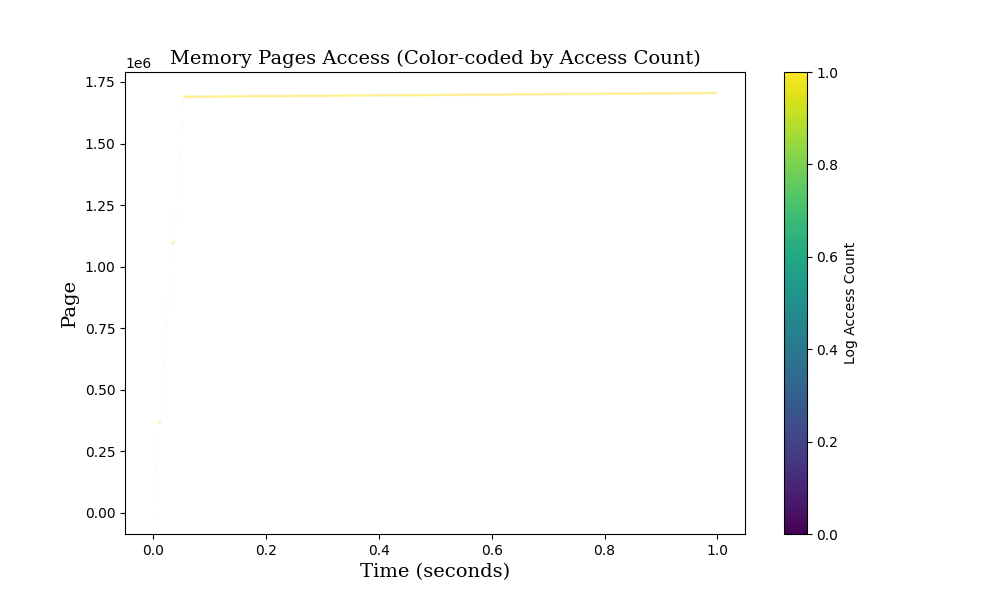 Memory Pages Access (Color-coded by Access Count)
1e6
1.75
1.50
1.25
1.00
0.75
0.50
0.25
0.00
Page
0.0 0.2 0.4 0.6 0.8 1.0
Time (seconds)
1.0
0.8
0.6
0.4
0.2
0.0
Log Access Count